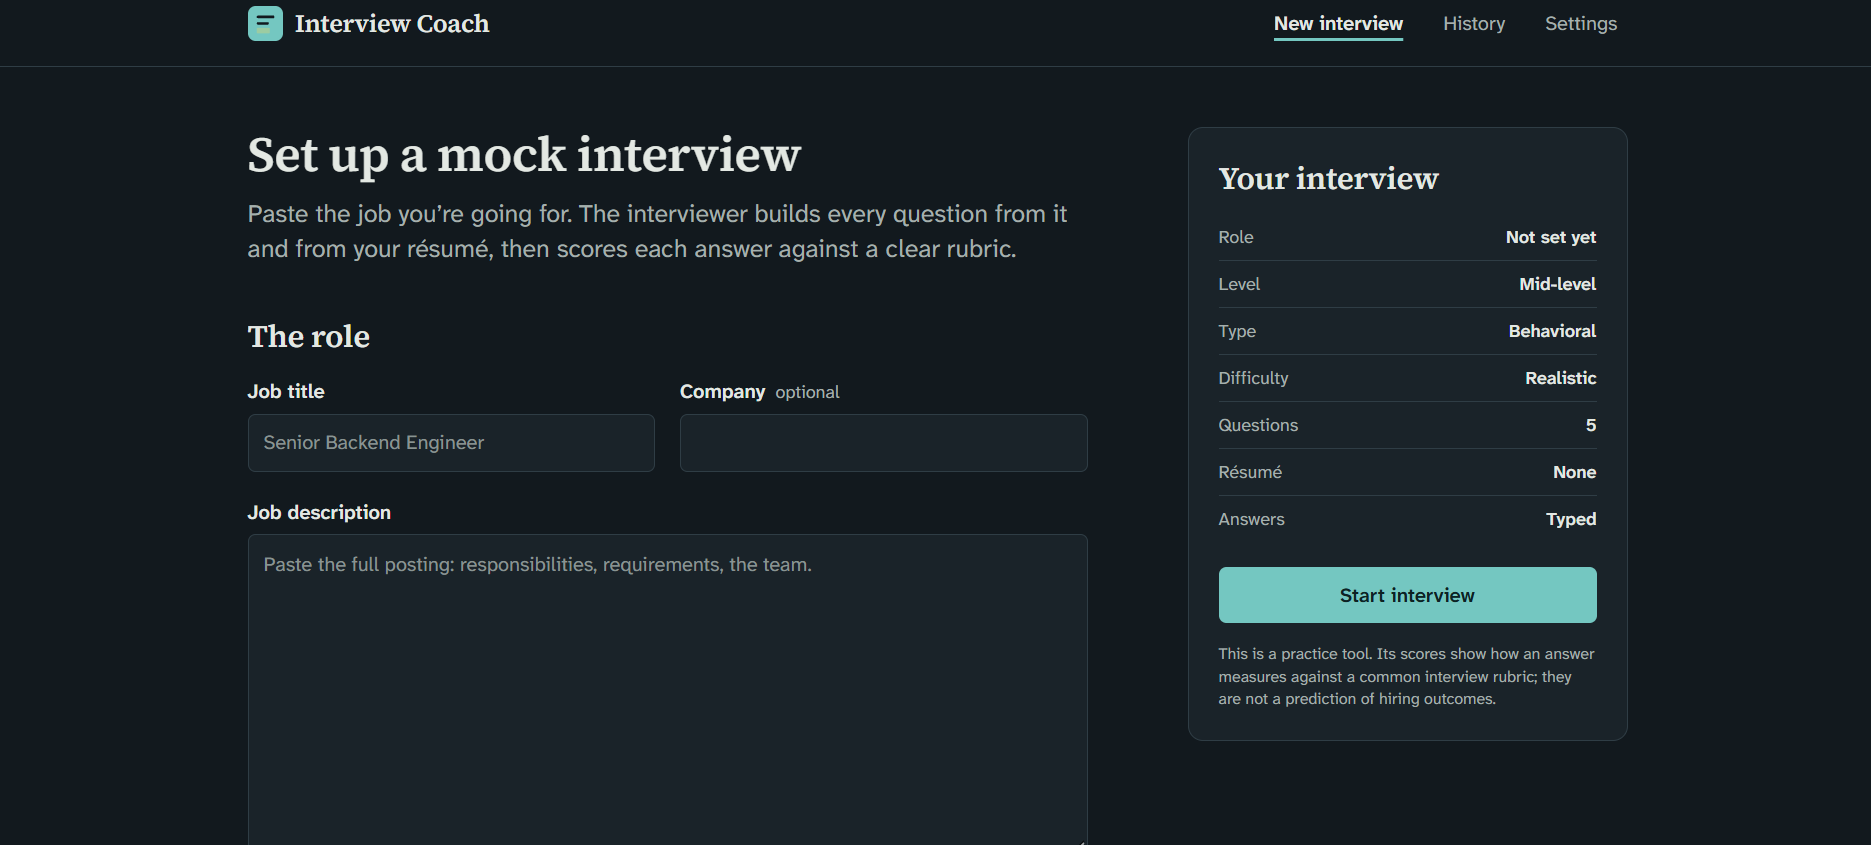 Interview Coach
New interview
History
Settings
Set up a mock interview
Paste the job you’re going for. The interviewer builds every question from it
and from your résumé, then scores each answer against a clear rubric.
The role
Job title
Company optional
Senior Backend Engineer
Job description
Paste the full posting: responsibilities, requirements, the team.
Your interview
Role Not set yet
Level Mid-level
Type Behavioral
Difficulty Realistic
Questions 5
Résumé None
Answers Typed
Start interview
This is a practice tool. Its scores show how an answer
measures against a common interview rubric; they
are not a prediction of hiring outcomes.